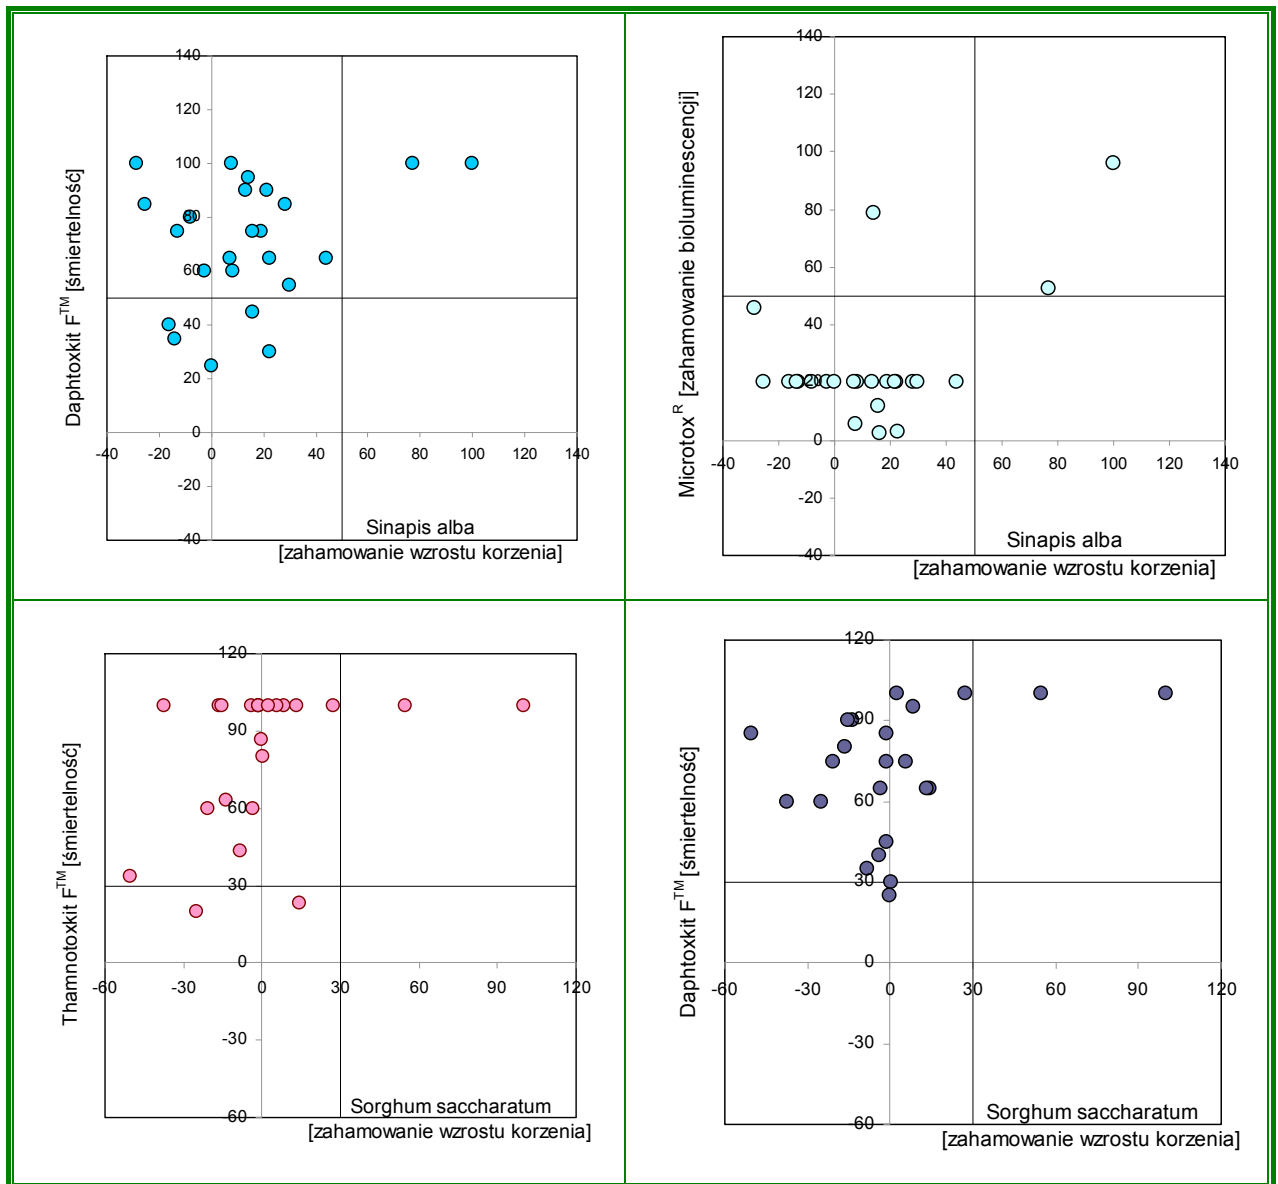 140
120
100
80
60
40
20
0
-20
-40
-40 -20 0 20 40 60 80 100 120 140
Daphtoxkit F™ [śmiertelność]
Sinapis alba
[zahamowanie wzrostu korzenia]
140
120
100
80
60
40
20
0
-20
-40
-40 -20 0 20 40 60 80 100 120 140
Microtox^R [zahamowanie bioluminescencji]
Sinapis alba
[zahamowanie wzrostu korzenia]
120
90
60
30
0
-30
-60
-60 -30 0 30 60 90 120
Thamnotoxkit F™ [śmiertelność]
Sorghum saccharatum
[zahamowanie wzrostu korzenia]
120
90
60
30
0
-30
-60
-60 -30 0 30 60 90 120
Daphtoxkit F™ [śmiertelność]
Sorghum saccharatum
[zahamowanie wzrostu korzenia]